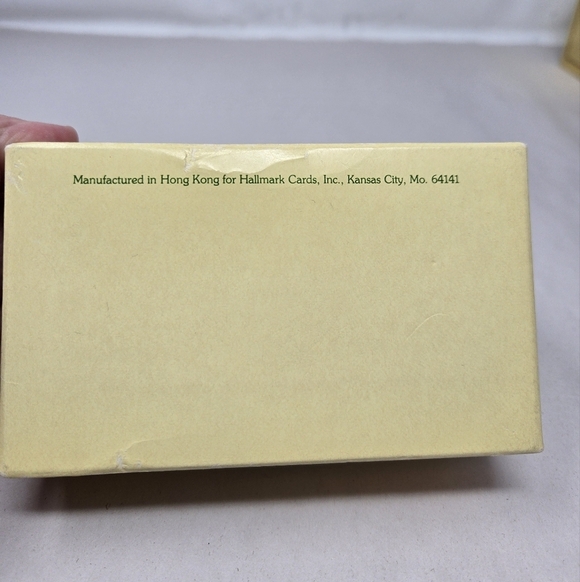 Manufactured in Hong Kong for Hallmark Cards, Inc., Kansas City, Mo. 64141